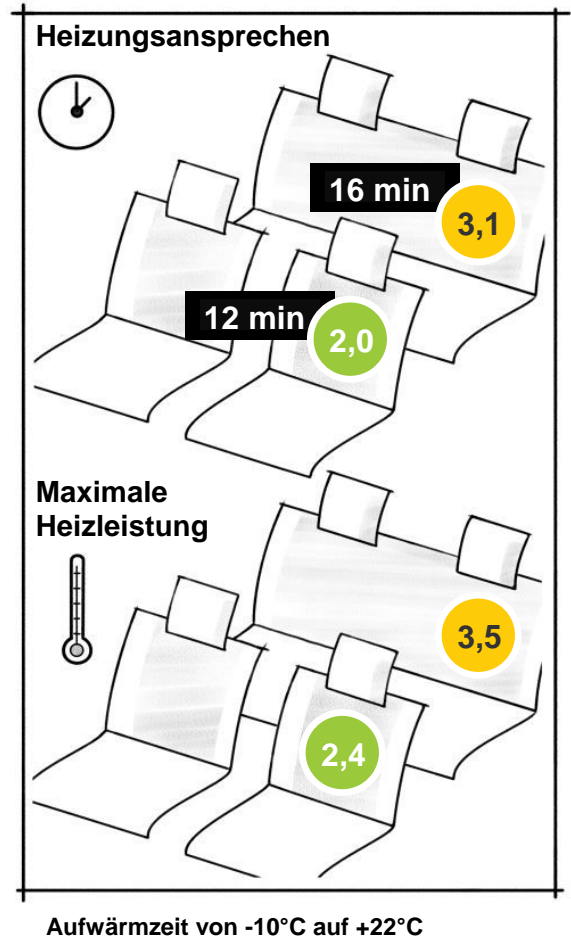 Heizungsansprechen
16 min
3,1
12 min
2,0
Maximale
Heizleistung
3,5
2,4
Aufwärmzeit von -10°C auf +22°C